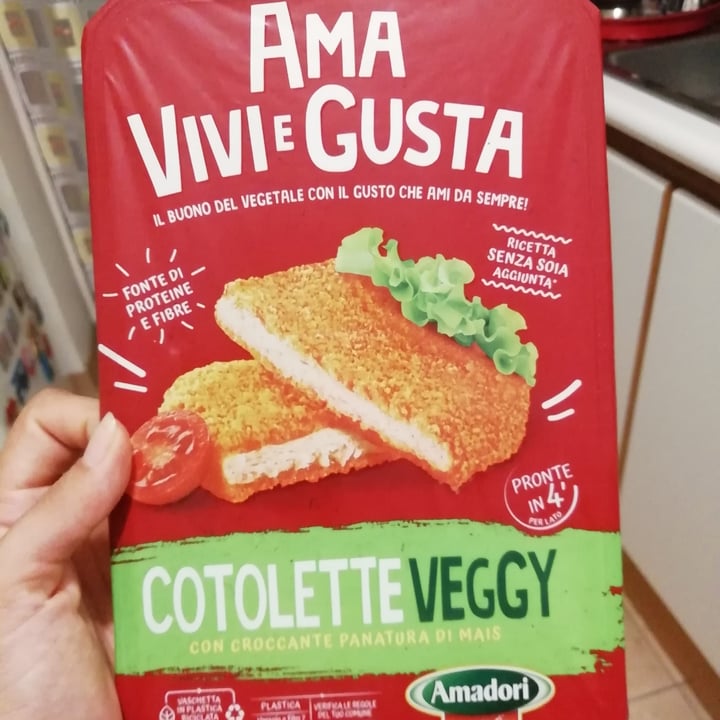 AMA
VIVI E GUSTA
IL BUONO DEL VEGETALE CON IL GUSTO CHE AMI DA SEMPRE!
FONTE DI
PROTEINE
E FIBRE
RICETTA
SENZA SOIA
AGGIUNTA*
PRONTE
IN 4'
PER LATO
COTOLETTE VEGGY
CON CROCCANTE PANATURA DI MAIS
Amadori
VASCHETTA
IN PLASTICA
RICICLATA
PLASTICA
VERIFICA LE REGOLE
DEL TUO COMUNE